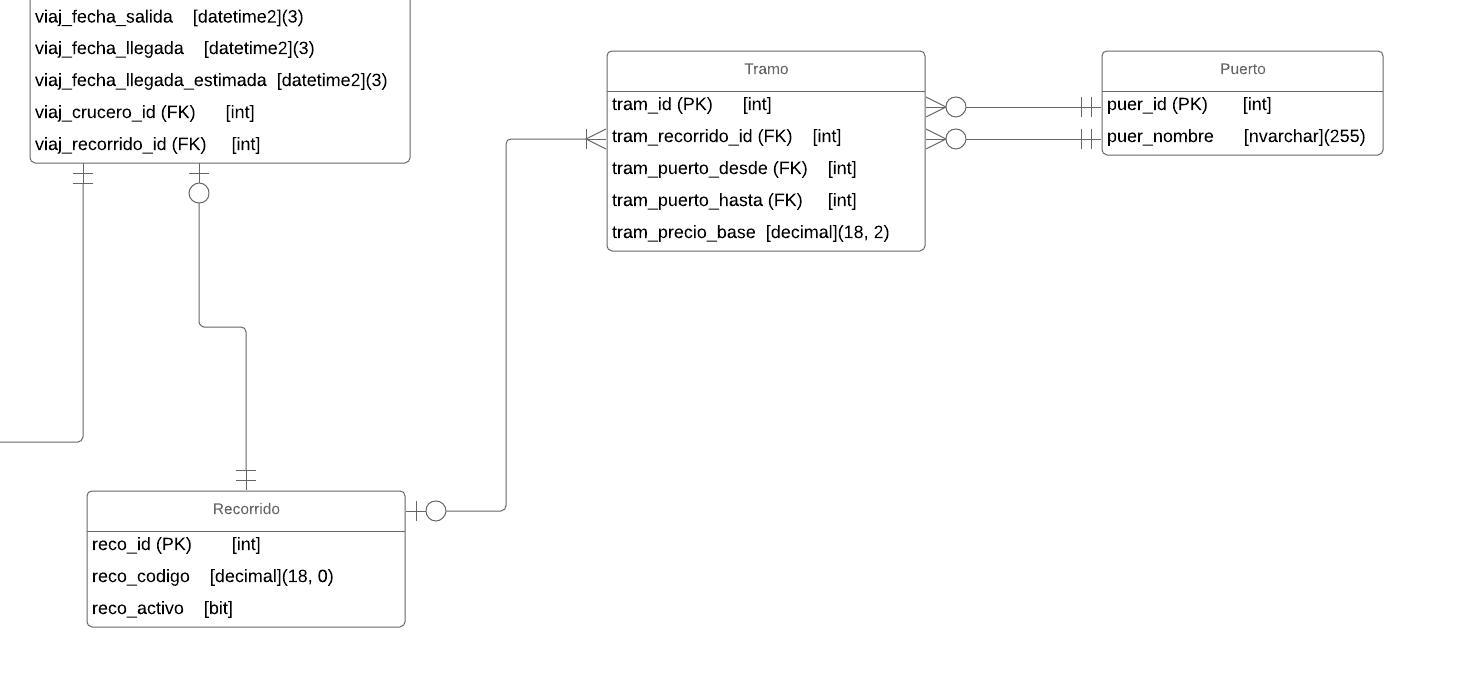 viaj_fecha_salida [datetime2](3)
viaj_fecha_llegada [datetime2](3)
viaj_fecha_llegada_estimada [datetime2](3)
viaj_crucero_id (FK) [int]
viaj_recorrido_id (FK) [int]
Tramo
tram_id (PK) [int]
tram_recorrido_id (FK) [int]
tram_puerto_desde (FK) [int]
tram_puerto_hasta (FK) [int]
tram_precio_base [decimal](18, 2)
Puerto
puer_id (PK) [int]
puer_nombre [nvarchar](255)
Recorrido
reco_id (PK) [int]
reco_codigo [decimal](18, 0)
reco_activo [bit]